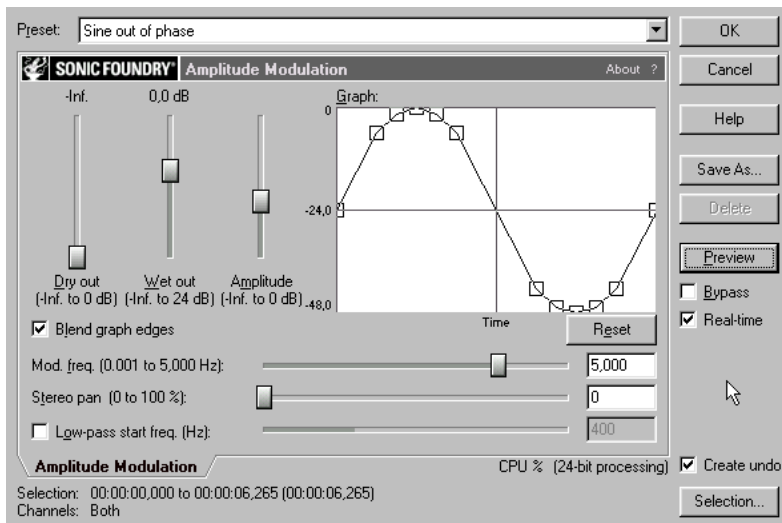 Preset: Sine out of phase
OK
SONIC FOUNDRY® Amplitude Modulation About ?
Cancel
-Inf. 0,0 dB Graph:
0
Help
Save As...
-24,0
Delete
Preview
Dry out Wet out Amplitude
(-Inf. to 0 dB) (-Inf. to 24 dB) (-Inf. to 0 dB) -48,0
Bypass
Blend graph edges Time Reset
Real-time
Mod. freq. (0.001 to 5,000 Hz): 5,000
Stereo pan (0 to 100 %): 0
Low-pass start freq. (Hz): 400
Amplitude Modulation CPU % (24-bit processing) Create undo
Selection: 00:00:00,000 to 00:00:06,265 (00:00:06,265)
Channels: Both
Selection...